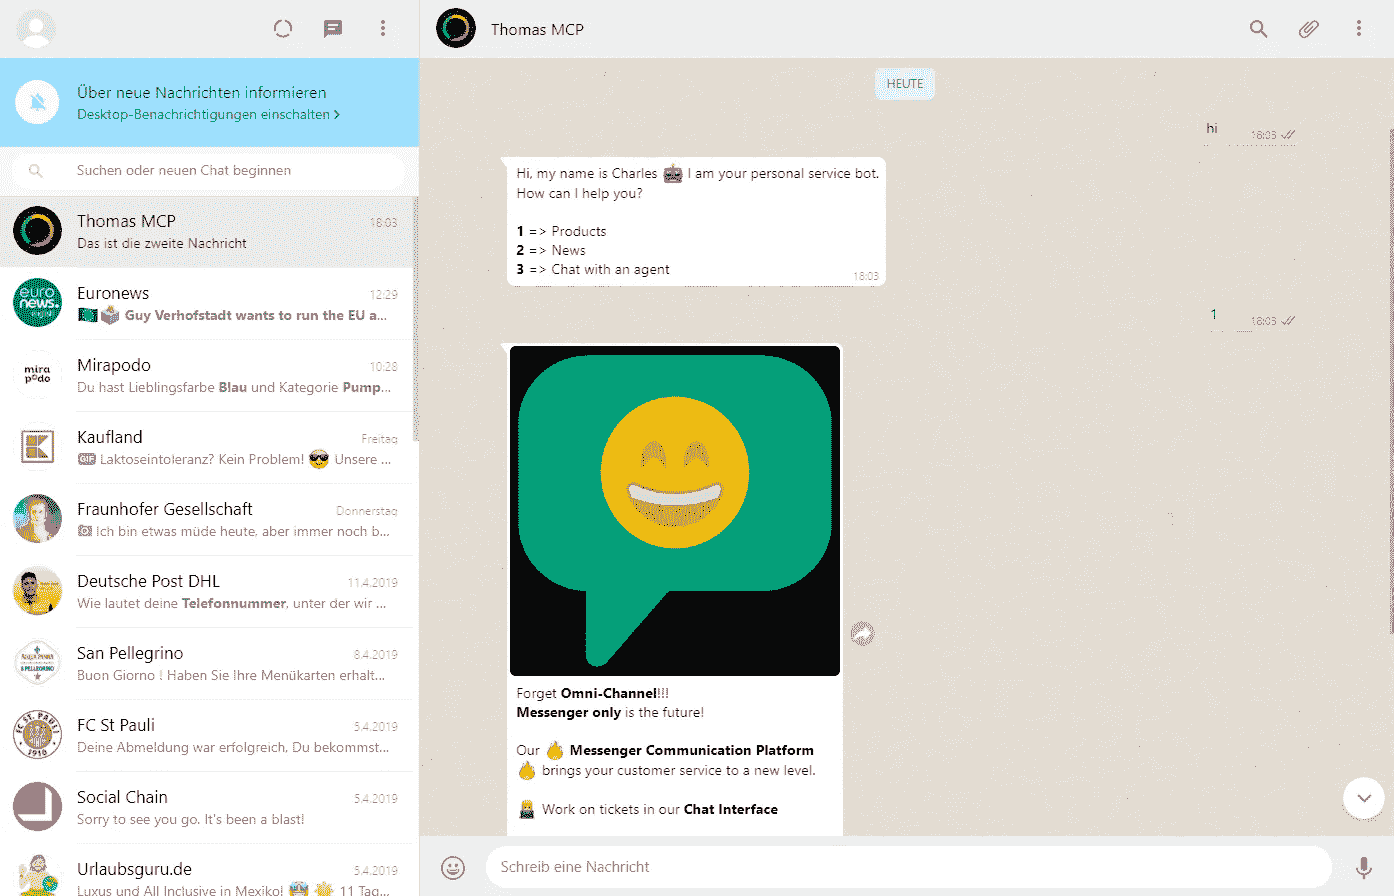 Thomas MCP
Über neue Nachrichten informieren
Desktop-Benachrichtigungen einschalten >
Suchen oder neuen Chat beginnen
Thomas MCP 18:03
Das ist die zweite Nachricht
euro
news.
Euronews 12:29
Guy Verhofstadt wants to run the EU a...
mira
podo
Mirapodo 10:28
Du hast Lieblingsfarbe Blau und Kategorie Pump...
Kaufland Freitag
GIF Laktoseintoleranz? Kein Problem! 😎 Unsere ...
Fraunhofer Gesellschaft Donnerstag
Ich bin etwas müde heute, aber immer noch b...
Deutsche Post DHL 11.4.2019
Wie lautet deine Telefonnummer, unter der wir ...
S.PELLEGRINO
San Pellegrino 8.4.2019
Buon Giorno ! Haben Sie Ihre Menükarten erhalt...
FC ST. PAULI
1910
FC St Pauli 5.4.2019
Deine Abmeldung war erfolgreich, Du bekommst...
Social Chain 5.4.2019
Sorry to see you go. It's been a blast!
Urlaubsguru.de 5.4.2019
Luxus und All Inclusive in Mexiko! 11 Tag...
HEUTE
hi 18:03
Hi, my name is Charles 🤖 I am your personal service bot.
How can I help you?
1 => Products
2 => News
3 => Chat with an agent
18:03
1 18:03
Forget Omni-Channel!!!
Messenger only is the future!
Our 🔥 Messenger Communication Platform
🔥 brings your customer service to a new level.
Work on tickets in our Chat Interface
Schreib eine Nachricht